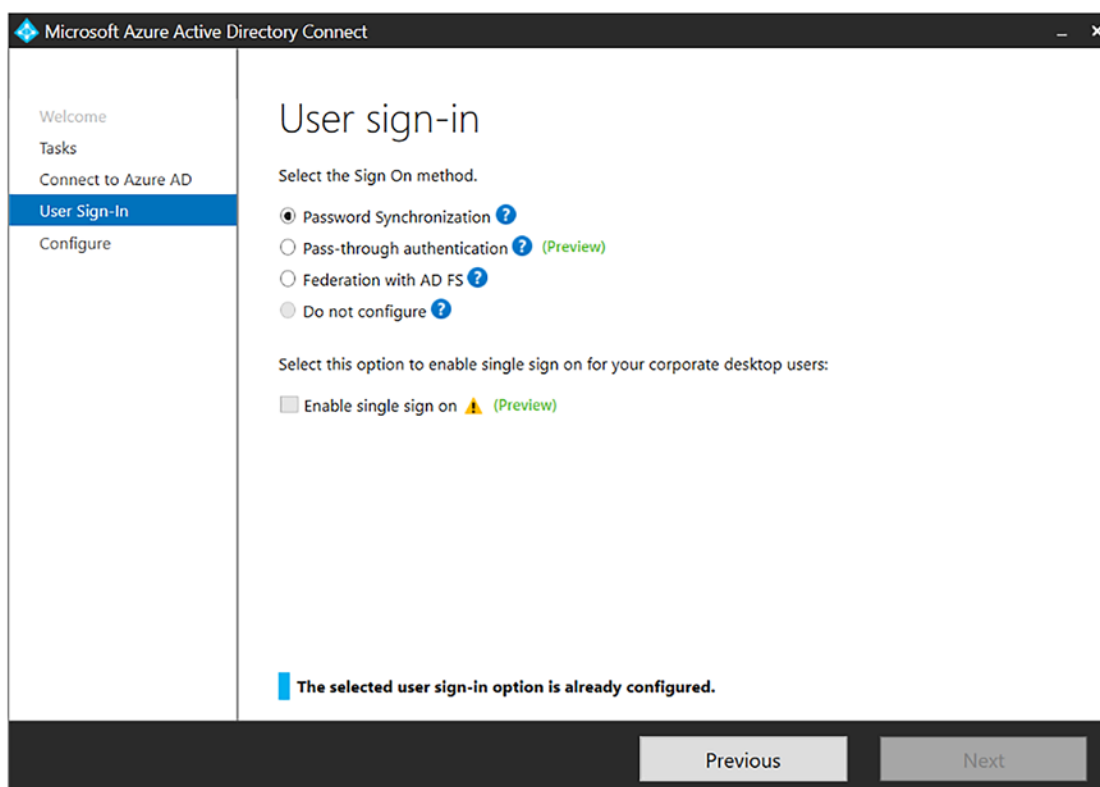 Microsoft Azure Active Directory Connect
Welcome
Tasks
Connect to Azure AD
User Sign-In
Configure
User sign-in
Select the Sign On method.
Password Synchronization ?
Pass-through authentication ? (Preview)
Federation with AD FS ?
Do not configure ?
Select this option to enable single sign on for your corporate desktop users:
Enable single sign on (Preview)
The selected user sign-in option is already configured.
Previous
Next